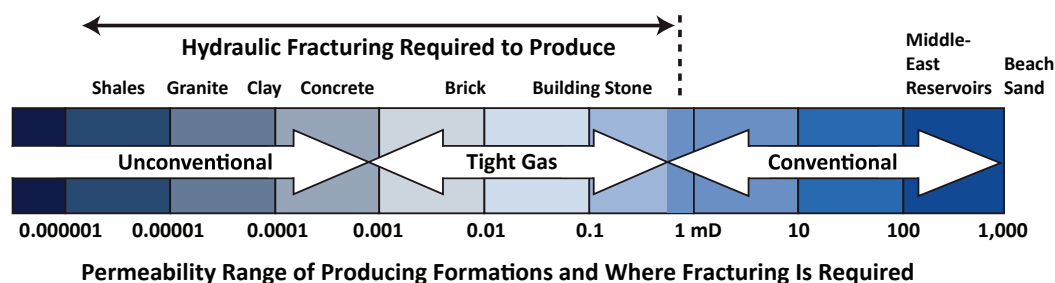 Hydraulic Fracturing Required to Produce
Middle-
East
Reservoirs
Beach
Sand
Shales Granite Clay Concrete Brick Building Stone
Unconventional Tight Gas Conventional
0.000001 0.00001 0.0001 0.001 0.01 0.1 1 mD 10 100 1,000
Permeability Range of Producing Formations and Where Fracturing Is Required